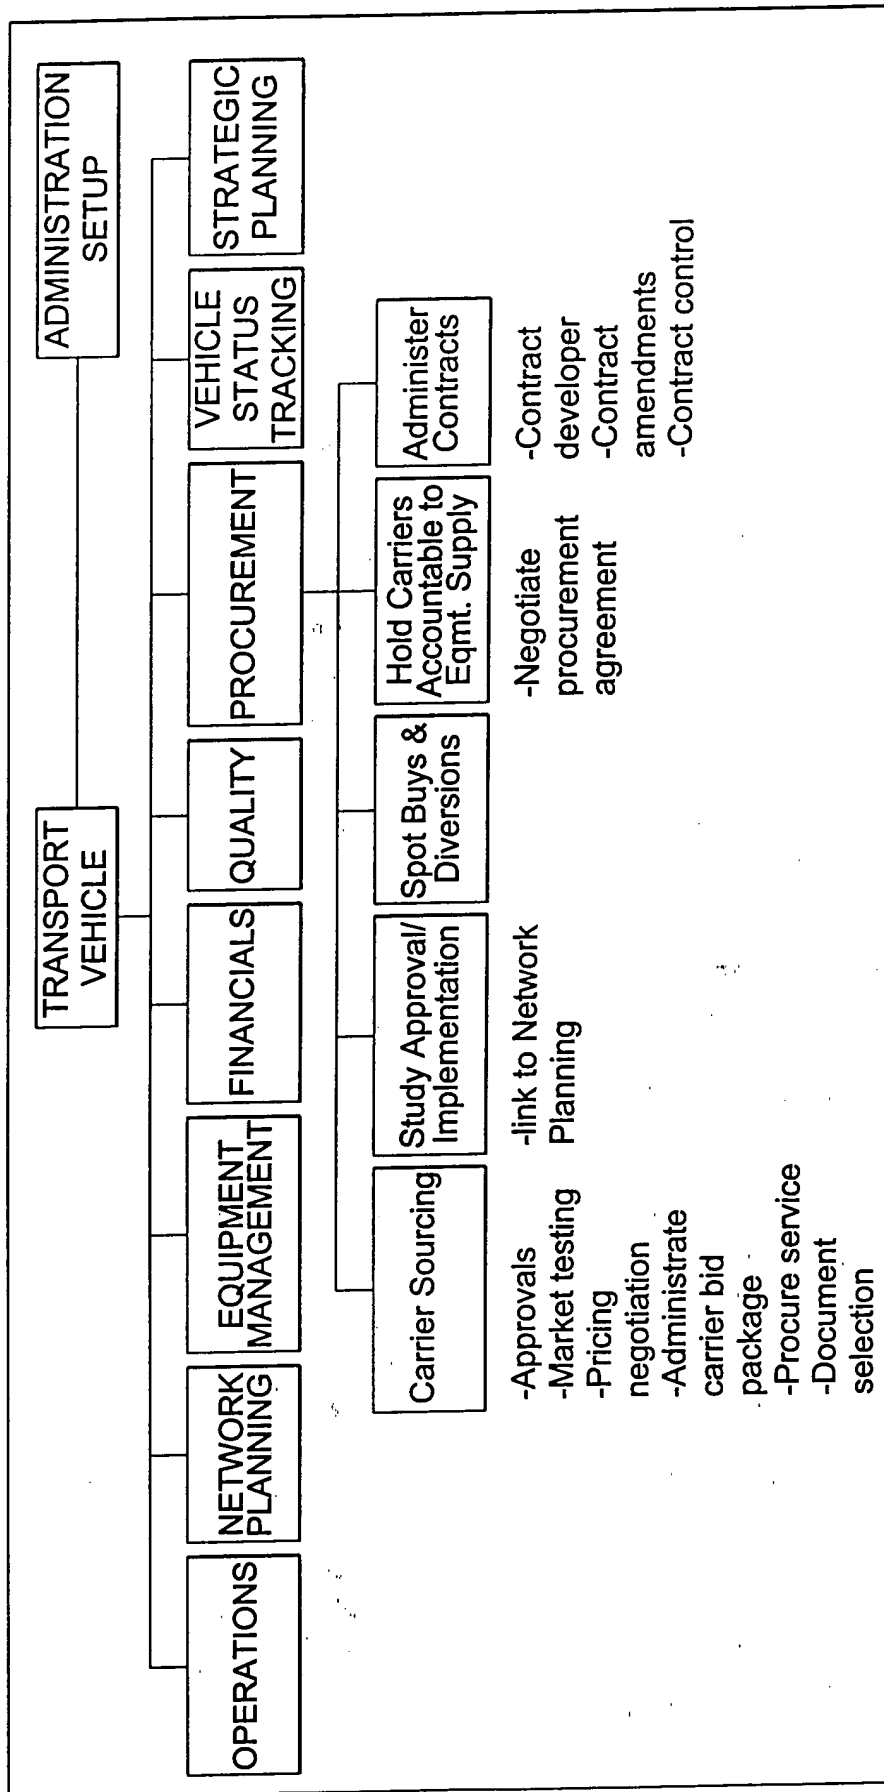 TRANSPORT
VEHICLE
ADMINISTRATION
SETUP
OPERATIONS
NETWORK
PLANNING
EQUIPMENT
MANAGEMENT
FINANCIALS
QUALITY
PROCUREMENT
VEHICLE
STATUS
TRACKING
STRATEGIC
PLANNING
Carrier Sourcing
-Approvals
-Market testing
-Pricing
negotiation
-Administrate
carrier bid
package
-Procure service
-Document
selection
Study Approval/
Implementation
-link to Network
Planning
Spot Buys &
Diversions
Hold Carriers
Accountable to
Eqmt. Supply
-Negotiate
procurement
agreement
Administer
Contracts
-Contract
developer
-Contract
amendments
-Contract control